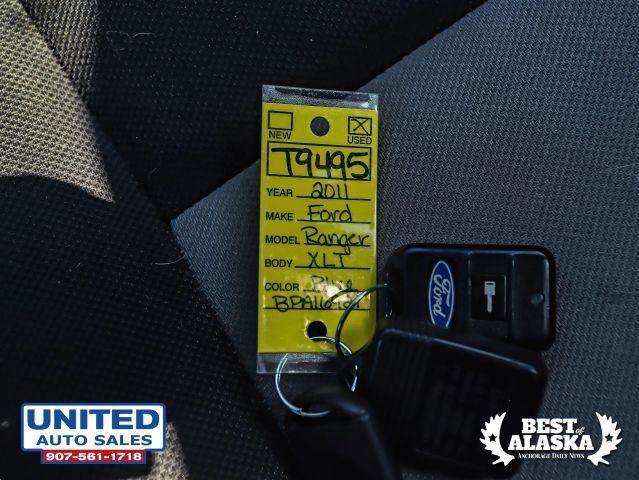 NEW
USED
T9495
YEAR 2011
MAKE Ford
MODEL Ranger
BODY XLT
COLOR Blue
Ford
UNITED
AUTO SALES
907-561-1718
BEST of
ALASKA
ANCHORAGE DAILY NEWS